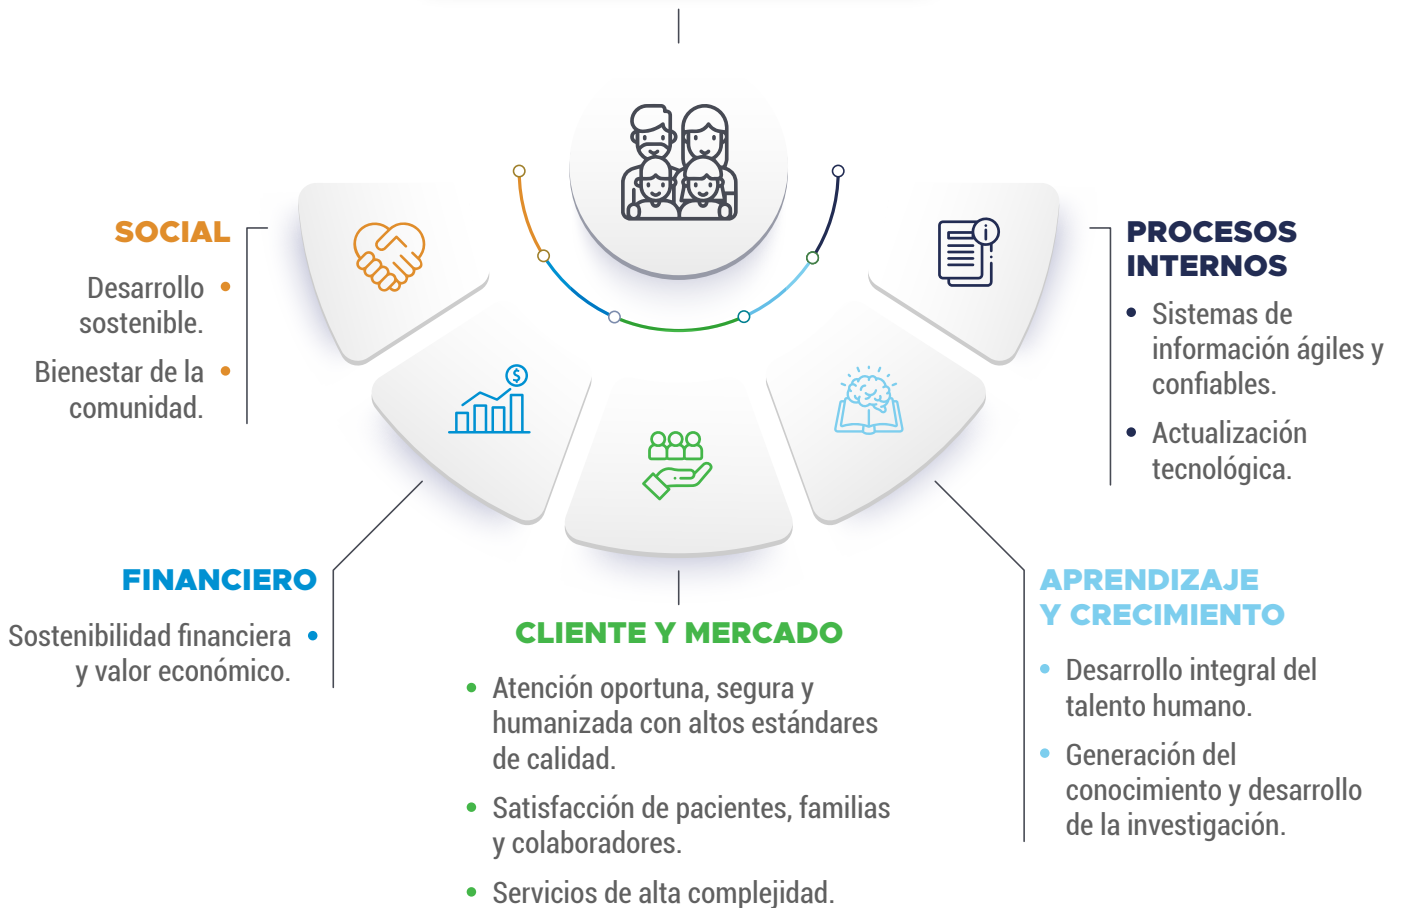 SOCIAL
• Desarrollo
sostenible.
• Bienestar de la
comunidad.
FINANCIERO
• Sostenibilidad financiera
y valor económico.
CLIENTE Y MERCADO
• Atención oportuna, segura y
humanizada con altos estándares
de calidad.
• Satisfacción de pacientes, familias
y colaboradores.
• Servicios de alta complejidad.
APRENDIZAJE
Y CRECIMIENTO
• Desarrollo integral del
talento humano.
• Generación del
conocimiento y desarrollo
de la investigación.
PROCESOS
INTERNOS
• Sistemas de
información ágiles y
confiables.
• Actualización
tecnológica.
$
i